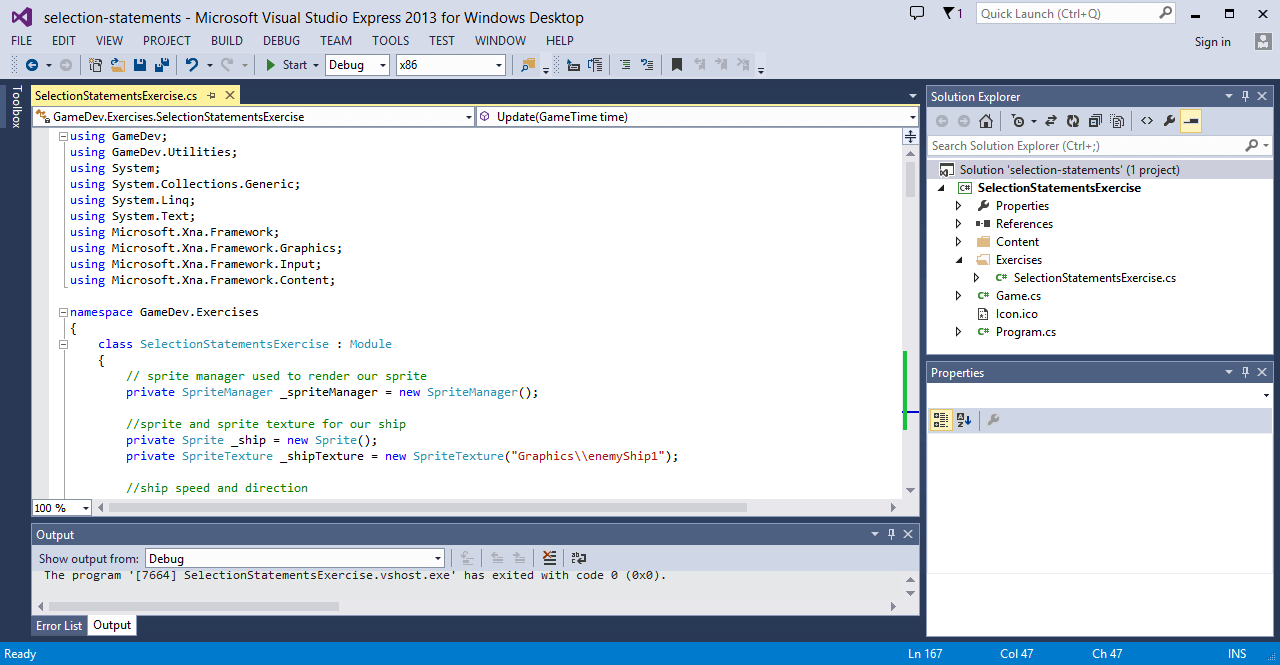 selection-statements - Microsoft Visual Studio Express 2013 for Windows Desktop
1
Quick Launch (Ctrl+Q)
FILE EDIT VIEW PROJECT BUILD DEBUG TEAM TOOLS TEST WINDOW HELP
Sign in
Start Debug x86
Toolbox
SelectionStatementsExercise.cs
GameDev.Exercises.SelectionStatementsExercise
Update(GameTime time)
using GameDev;
using GameDev.Utilities;
using System;
using System.Collections.Generic;
using System.Linq;
using System.Text;
using Microsoft.Xna.Framework;
using Microsoft.Xna.Framework.Graphics;
using Microsoft.Xna.Framework.Input;
using Microsoft.Xna.Framework.Content;
namespace GameDev.Exercises
{
class SelectionStatementsExercise : Module
{
// sprite manager used to render our sprite
private SpriteManager _spriteManager = new SpriteManager();
//sprite and sprite texture for our ship
private Sprite _ship = new Sprite();
private SpriteTexture _shipTexture = new SpriteTexture("Graphics\\enemyShip1");
//ship speed and direction
100 %
Output
Show output from: Debug
The program '[7664] SelectionStatementsExercise.vshost.exe' has exited with code 0 (0x0).
Error List Output
Solution Explorer
Search Solution Explorer (Ctrl+;)
Solution 'selection-statements' (1 project)
C# SelectionStatementsExercise
Properties
References
Content
Exercises
C# SelectionStatementsExercise.cs
C# Game.cs
Icon.ico
C# Program.cs
Properties
Ready
Ln 167 Col 47 Ch 47 INS